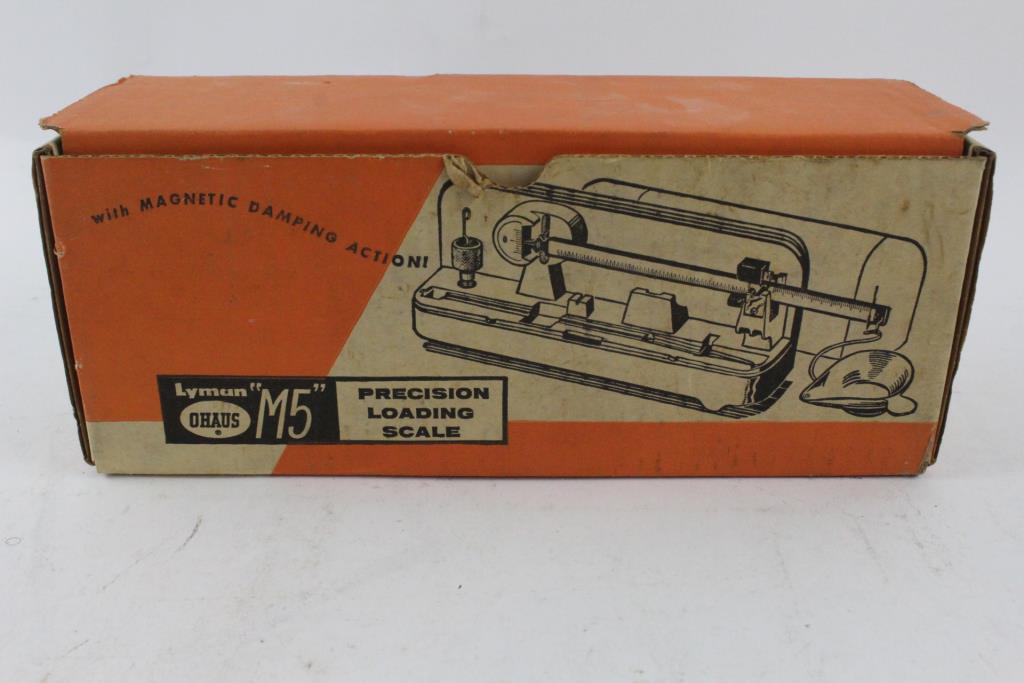 with MAGNETIC DAMPING ACTION!
Lyman
OHAUS
®
"M5"
PRECISION
LOADING
SCALE